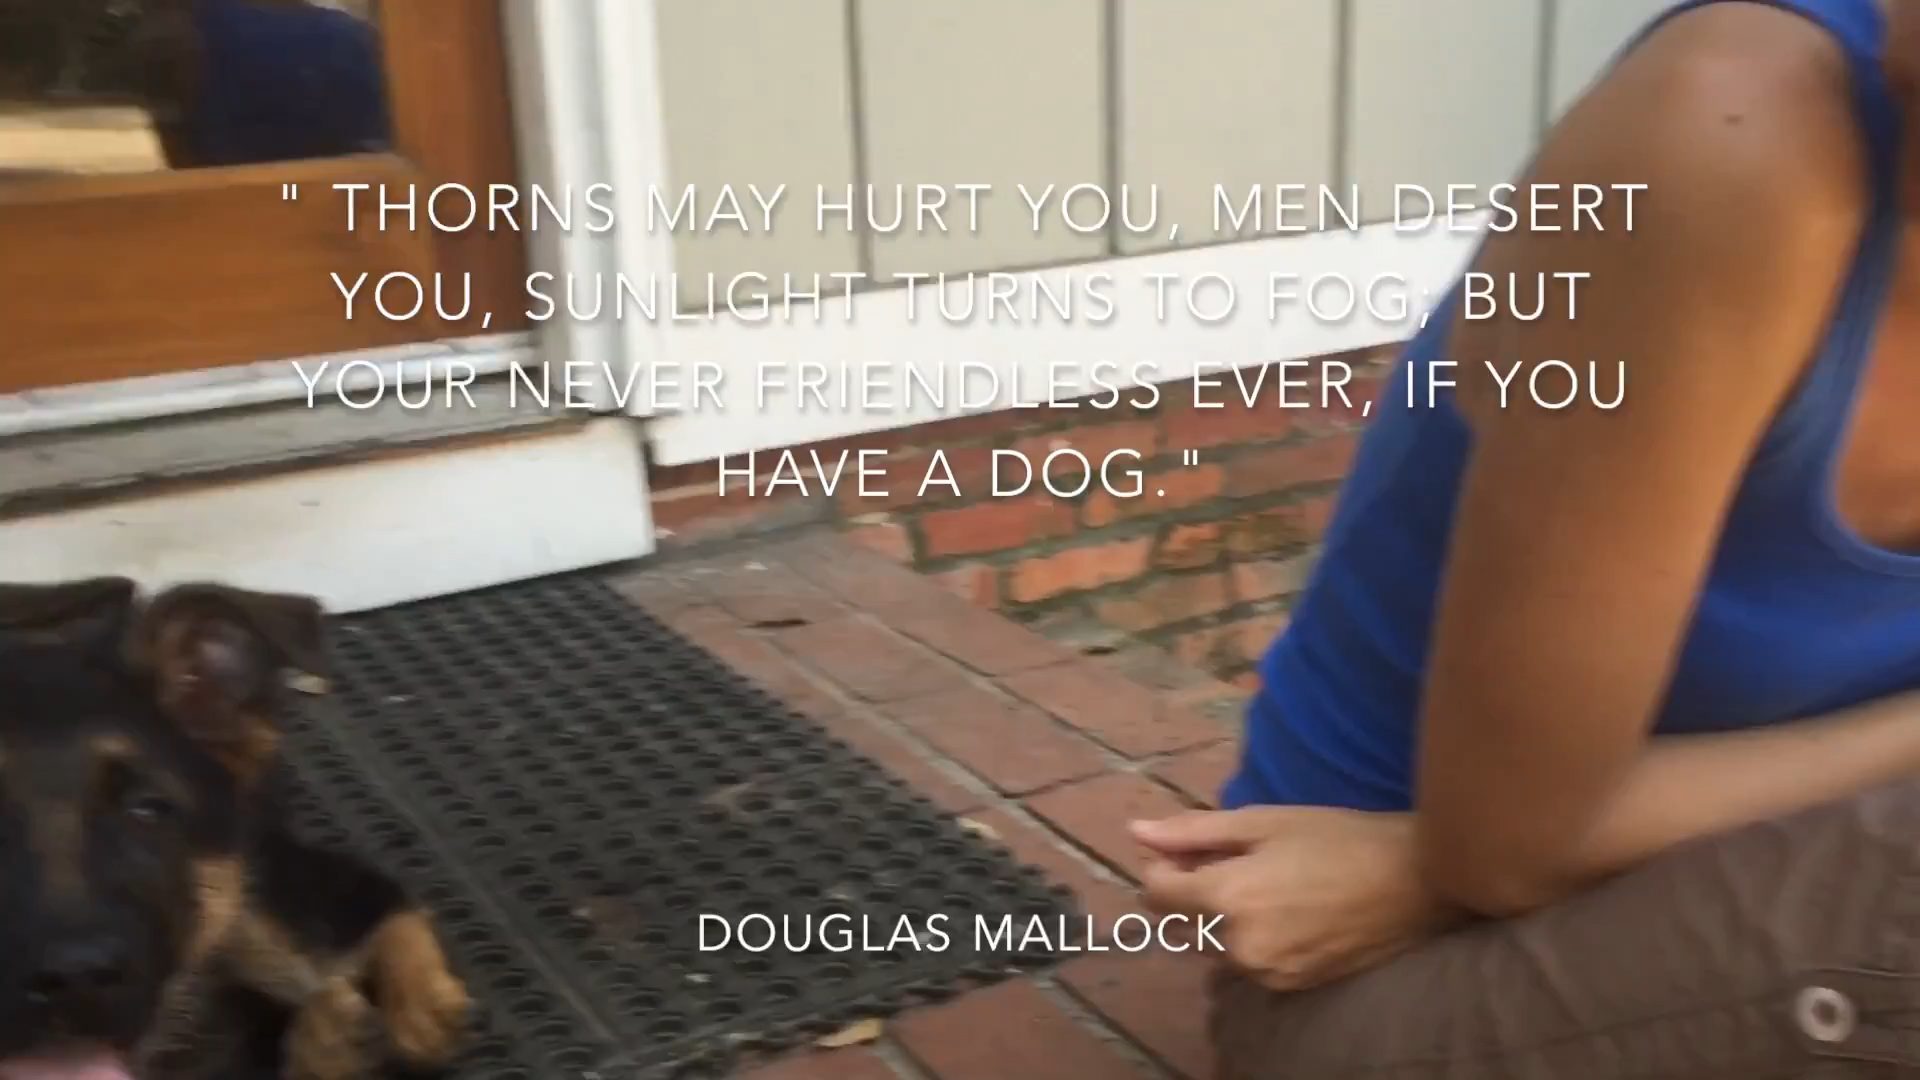 " THORNS MAY HURT YOU, MEN DESERT
YOU, SUNLIGHT TURNS TO FOG; BUT
YOUR NEVER FRIENDLESS EVER, IF YOU
HAVE A DOG."
DOUGLAS MALLOCK